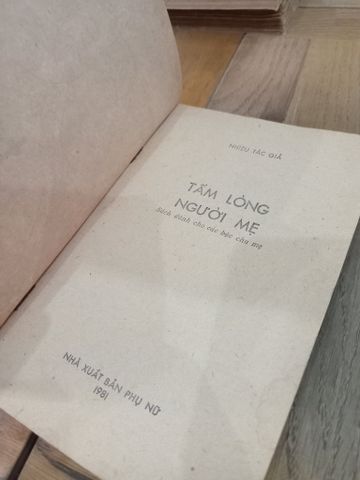 NHIỀU TÁC GIẢ
TẤM LÒNG
NGƯỜI MẸ
Sách dành cho các bậc cha mẹ
NHÀ XUẤT BẢN PHỤ NỮ
1981